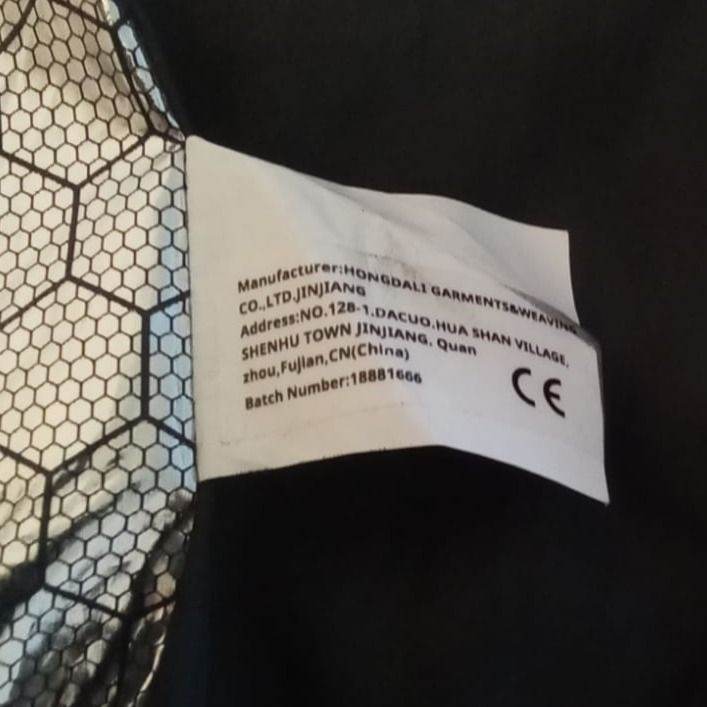 Manufacturer:HONGDALI GARMENTS&WEAVING
CO.,LTD.JINJIANG
Address:NO.128-1,DACUO,HUA SHAN VILLAGE,
SHENHU TOWN JINJIANG, Quan
zhou,Fujian,CN(China)
Batch Number:18881666
CE